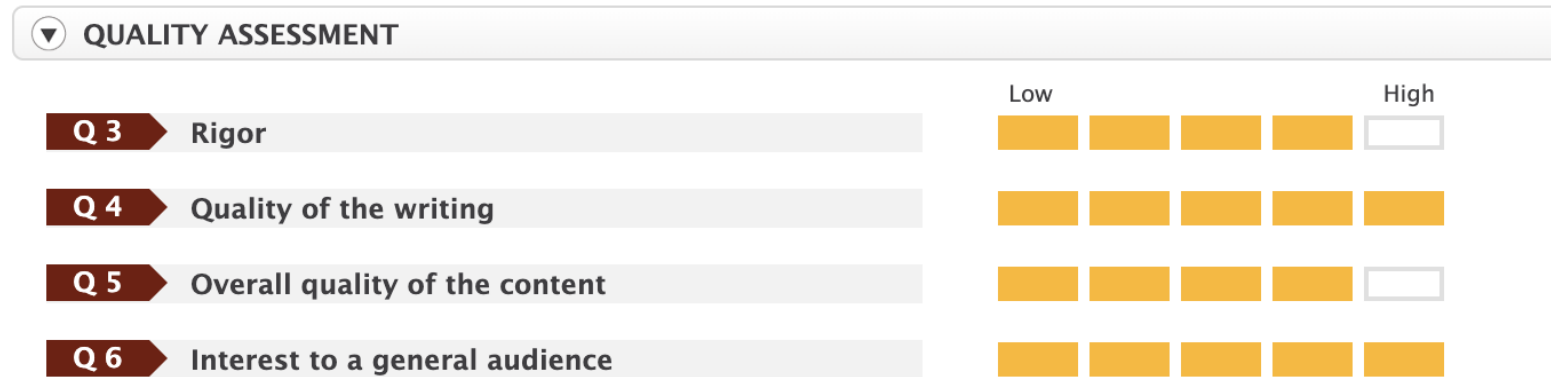 QUALITY ASSESSMENT
Low High
Q 3 Rigor
Q 4 Quality of the writing
Q 5 Overall quality of the content
Q 6 Interest to a general audience